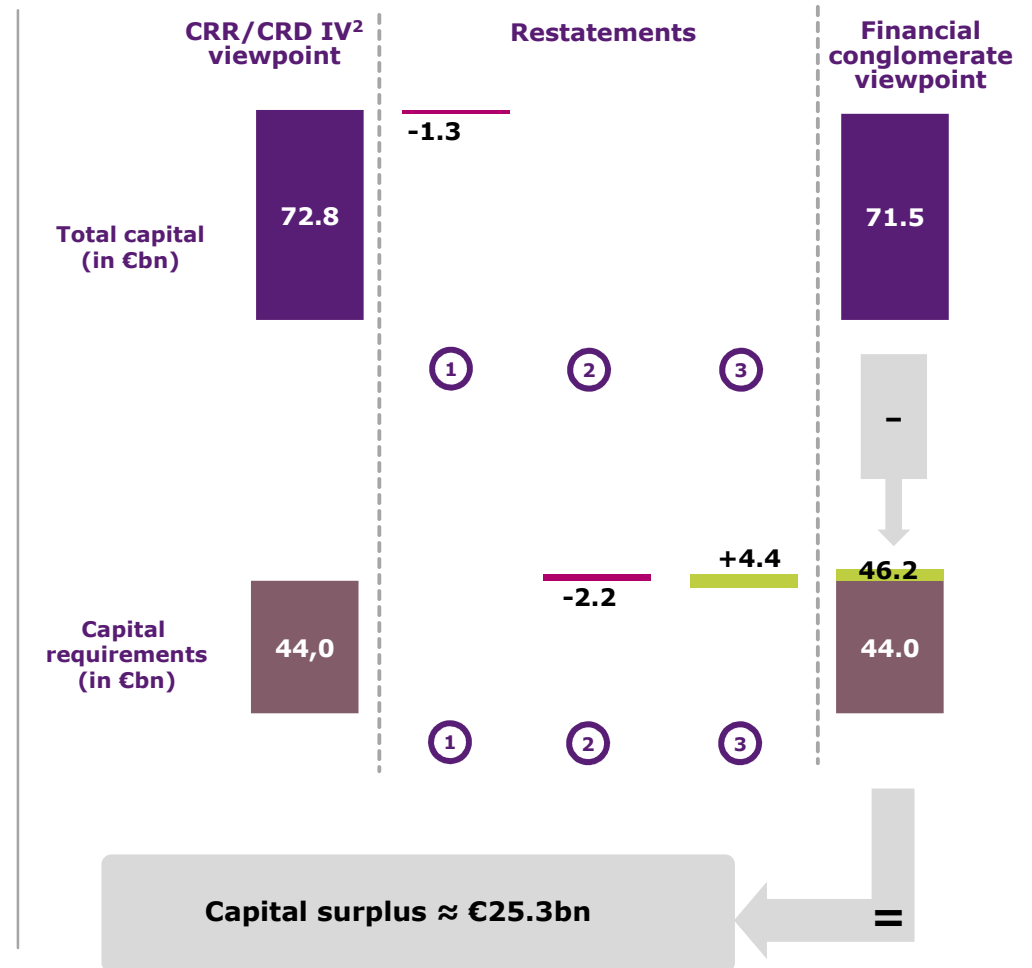 CRR/CRD IV²
viewpoint
Restatements
Financial
conglomerate
viewpoint
-1.3
72.8
71.5
Total capital
(in €bn)
1
2
3
–
+4.4
46.2
-2.2
Capital
requirements
(in €bn)
44,0
44.0
1
2
3
Capital surplus ≈ €25.3bn
=